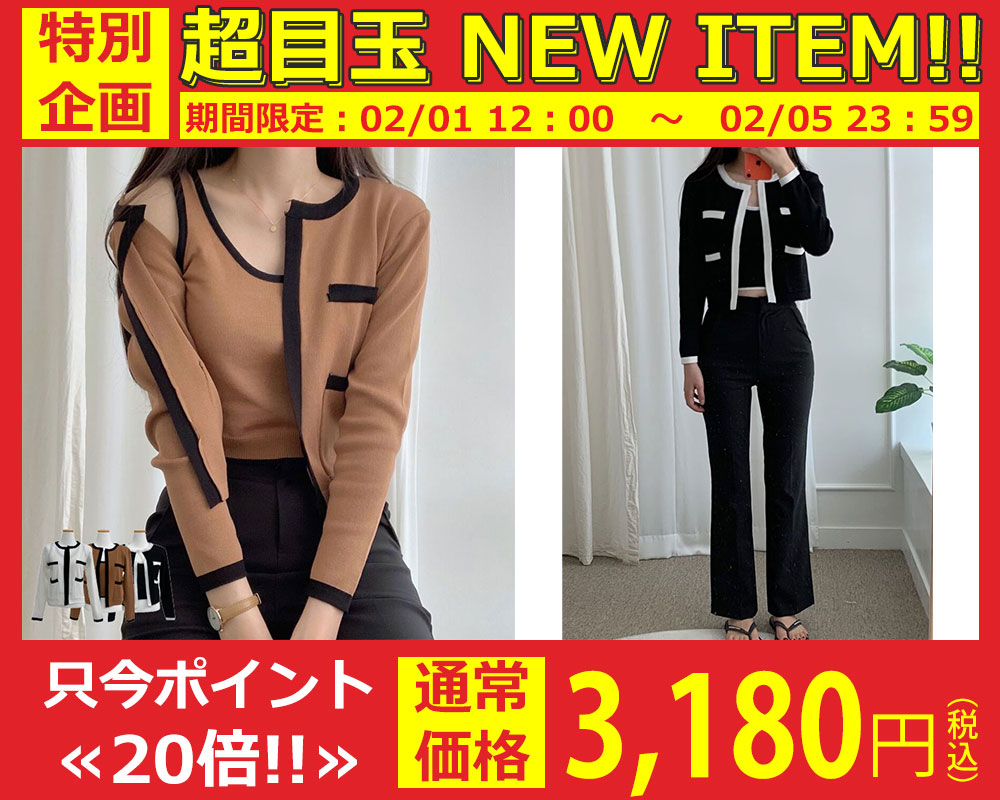 特別
企画
超目玉 NEW ITEM!!
期間限定：02/01 12：00 ～ 02/05 23：59
只今ポイント
≪20倍!!≫
通常
価格
3,180円(税込)